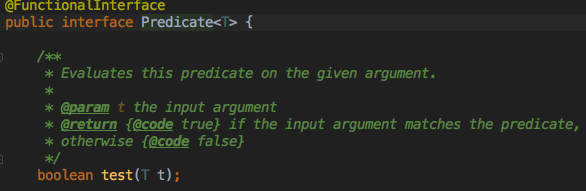 @FunctionalInterface
public interface Predicate<T> {
/**
* Evaluates this predicate on the given argument.
*
* @param t the input argument
* @return {@code true} if the input argument matches the predicate,
* otherwise {@code false}
*/
boolean test(T t);